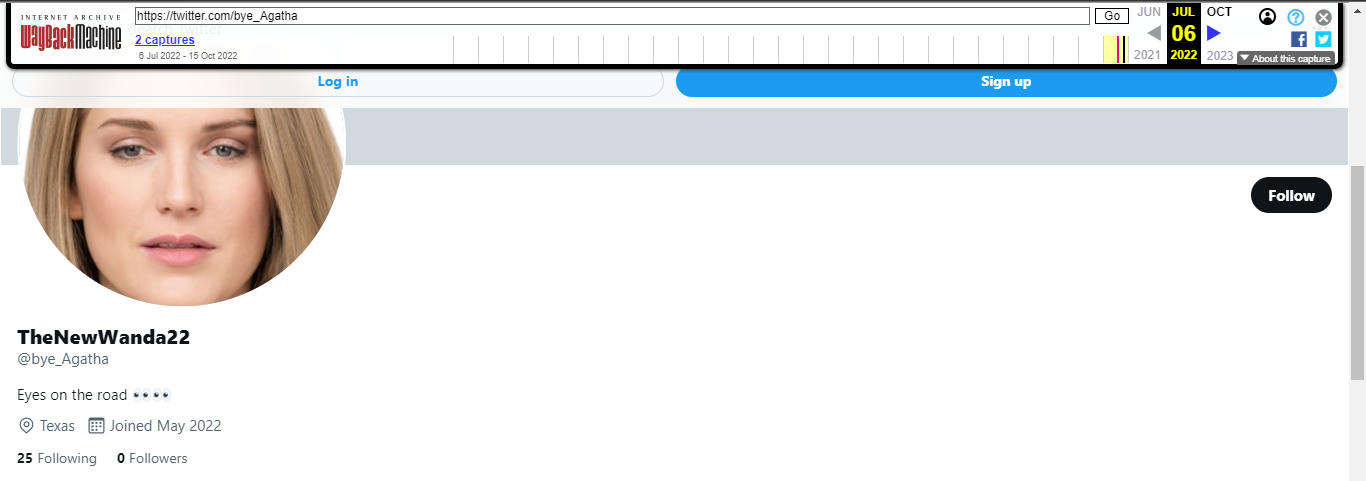 INTERNET ARCHIVE
WayBackMachine
https://twitter.com/bye_Agatha
Go
2 captures
6 Jul 2022 - 15 Oct 2022
JUN JUL OCT
06
2021 2022 2023
About this capture
Log in
Sign up
Follow
TheNewWanda22
@bye_Agatha
Eyes on the road 👀👀
Texas Joined May 2022
25 Following 0 Followers